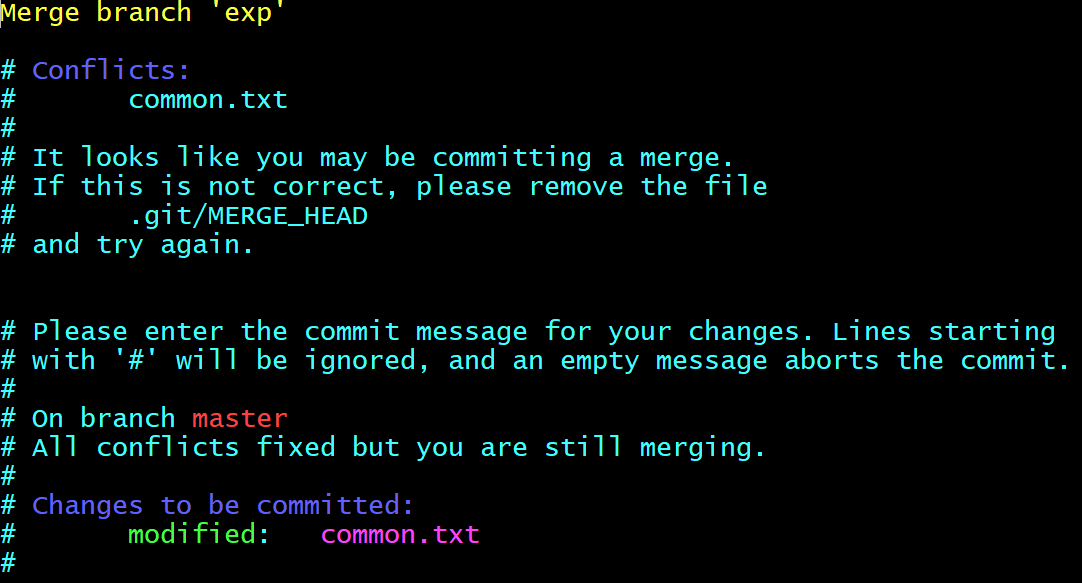 Merge branch 'exp'

# Conflicts:
#       common.txt
#
# It looks like you may be committing a merge.
# If this is not correct, please remove the file
#       .git/MERGE_HEAD
# and try again.


# Please enter the commit message for your changes. Lines starting
# with '#' will be ignored, and an empty message aborts the commit.
#
# On branch master
# All conflicts fixed but you are still merging.
#
# Changes to be committed:
#       modified:   common.txt
#